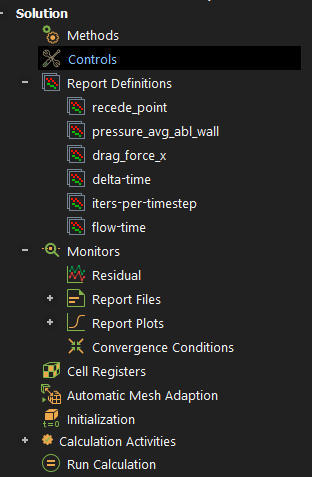 Solution
Methods
Controls
Report Definitions
recede_point
pressure_avg_abl_wall
drag_force_x
delta-time
iters-per-timestep
flow-time
Monitors
Residual
Report Files
Report Plots
Convergence Conditions
Cell Registers
Automatic Mesh Adaption
t=0 Initialization
Calculation Activities
Run Calculation